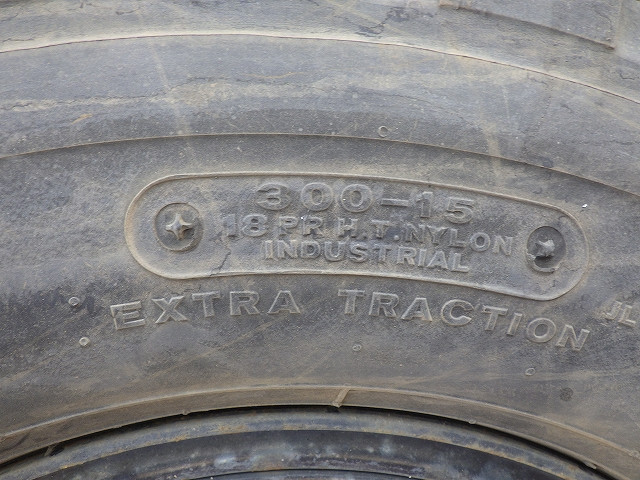 300-15
18 PR H.T. NYLON
INDUSTRIAL
EXTRA TRACTION
JL